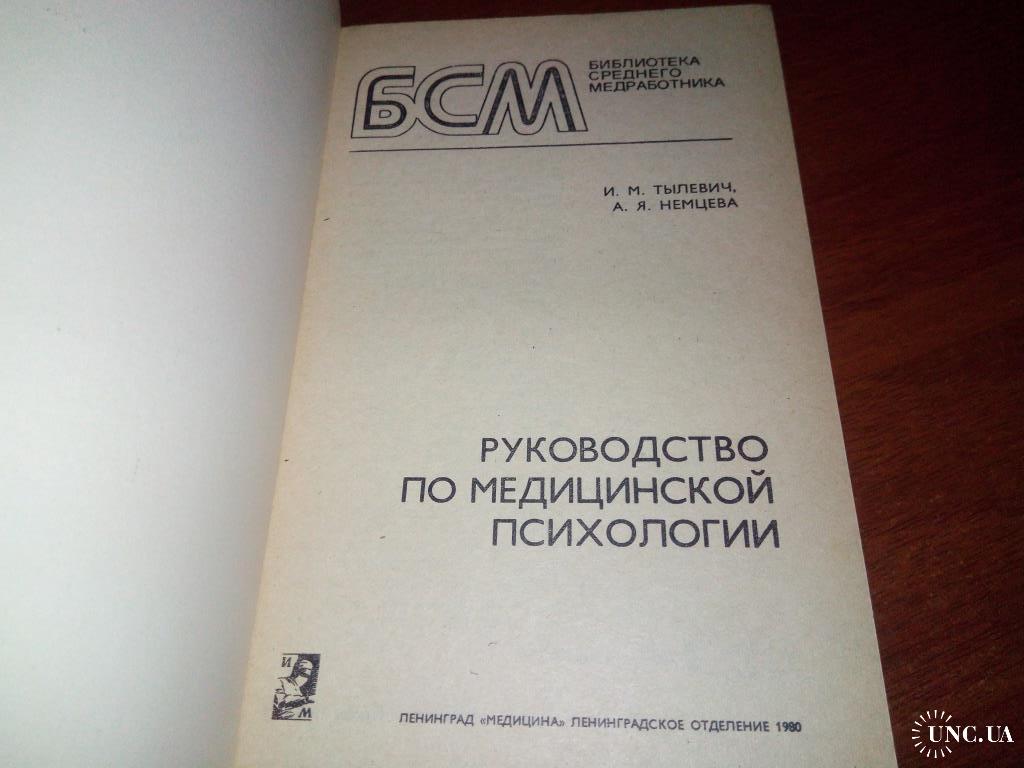 БСМ
БИБЛИОТЕКА
СРЕДНЕГО
МЕДРАБОТНИКА
И. М. ТЫЛЕВИЧ,
А. Я. НЕМЦЕВА
РУКОВОДСТВО
ПО МЕДИЦИНСКОЙ
ПСИХОЛОГИИ
И
М
ЛЕНИНГРАД «МЕДИЦИНА» ЛЕНИНГРАДСКОЕ ОТДЕЛЕНИЕ 1980
UNC.UA